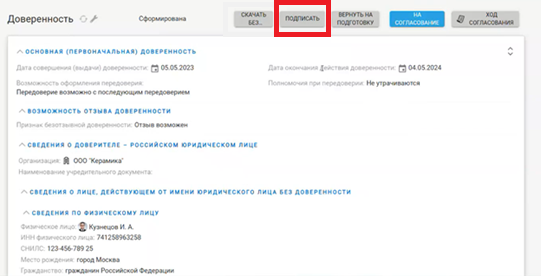 Доверенность
Сформирована
СКАЧАТЬ БЕЗ...
ПОДПИСАТЬ
ВЕРНУТЬ НА ПОДГОТОВКУ
НА СОГЛАСОВАНИЕ
ХОД СОГЛАСОВАНИЯ
ОСНОВНАЯ (ПЕРВОНАЧАЛЬНАЯ) ДОВЕРЕННОСТЬ
Дата совершения (выдачи) доверенности: 05.05.2023
Дата окончания действия доверенности: 04.05.2024
Возможность оформления передоверия:
Передоверие возможно с последующим передоверием
Полномочия при передоверии: Не утрачиваются
ВОЗМОЖНОСТЬ ОТЗЫВА ДОВЕРЕННОСТИ
Признак безотзывной доверенности: Отзыв возможен
СВЕДЕНИЯ О ДОВЕРИТЕЛЕ – РОССИЙСКОМ ЮРИДИЧЕСКОМ ЛИЦЕ
Организация: ООО "Керамика"
Наименование учредительного документа:
СВЕДЕНИЯ О ЛИЦЕ, ДЕЙСТВУЮЩЕМ ОТ ИМЕНИ ЮРИДИЧЕСКОГО ЛИЦА БЕЗ ДОВЕРЕННОСТИ
СВЕДЕНИЯ ПО ФИЗИЧЕСКОМУ ЛИЦУ
Физическое лицо: Кузнецов И. А.
ИНН физического лица: 741258963258
СНИЛС: 123-456-789 25
Место рождения: город Москва
Гражданство: гражданин Российской Федерации